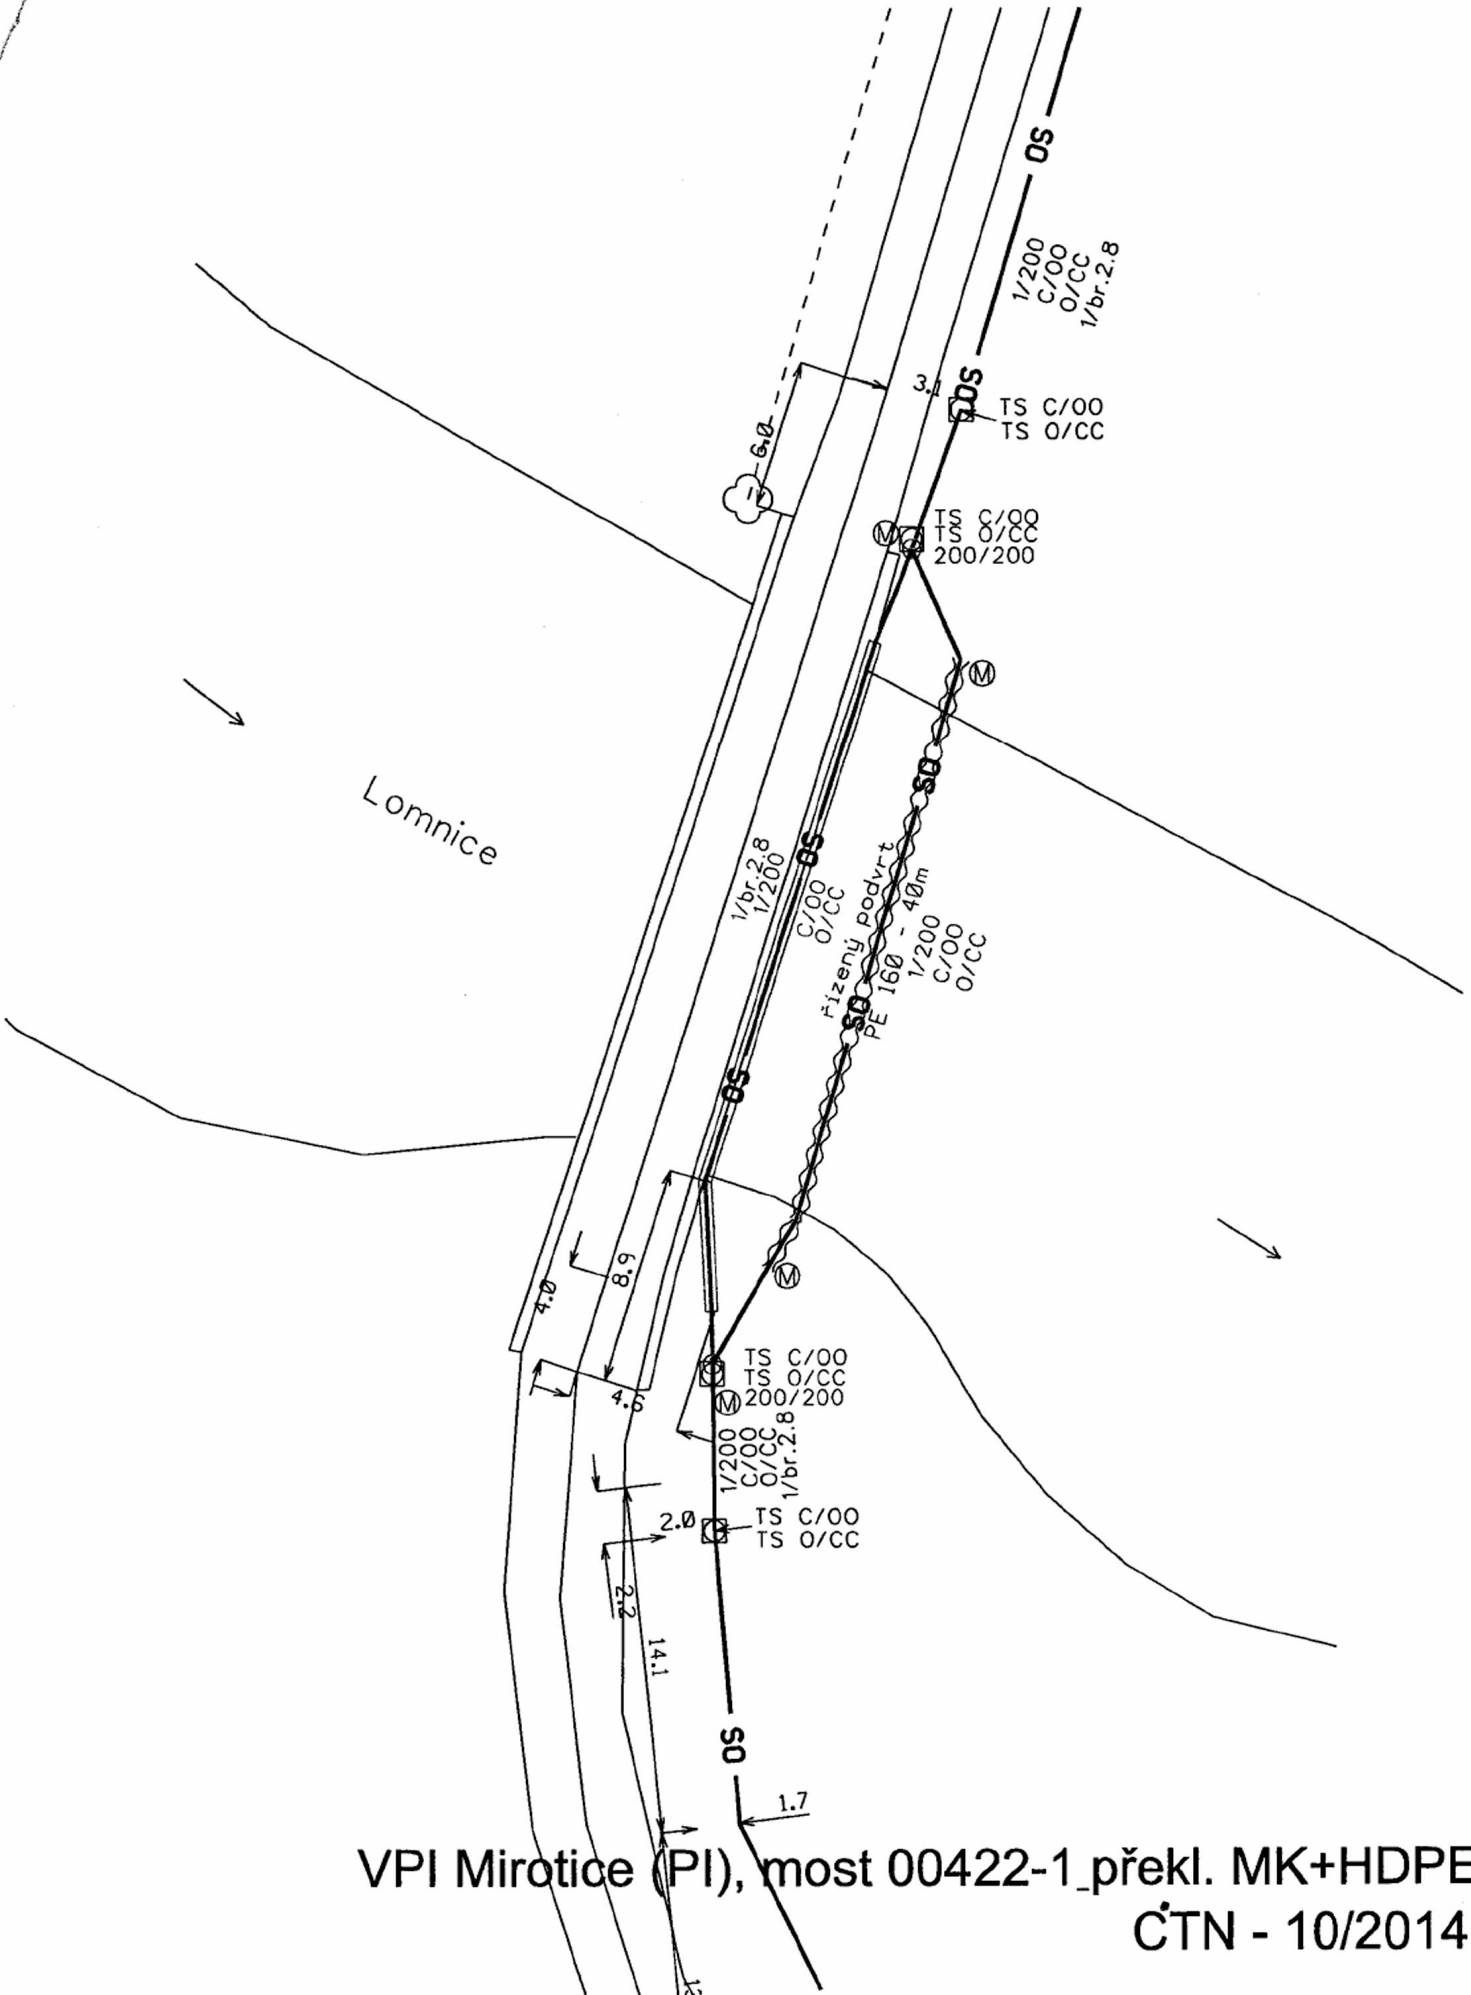 SO
1/200
C/OO
O/CC
1/br.2.8
SO
3.1
TS C/OO
TS O/CC
6.0
TS C/OO
TS O/CC
200/200
M
M
Lomnice
SO
SO
1/br.2.8
1/200
C/OO
O/CC
řízený podvrt
PE 160 - 40m
1/200
C/OO
O/CC
SO
SO
8.9
4.0
M
TS C/OO
TS O/CC
200/200
M
4.6
1/200
C/OO
O/CC
1/br.2.8
2.0
TS C/OO
TS O/CC
2.2
14.1
SO
1.7
VPI Mirotice (PI), most 00422-1_překl. MK+HDPE
ČTN - 10/2014